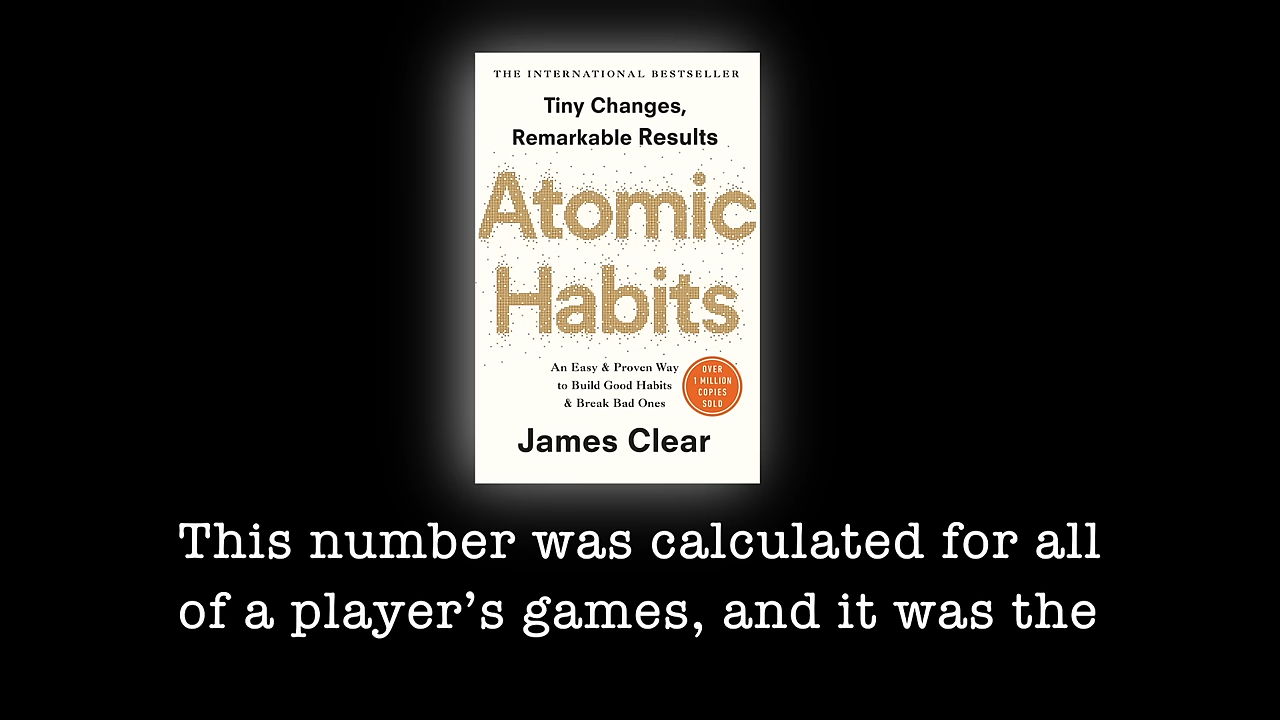 THE INTERNATIONAL BESTSELLER
Tiny Changes,
Remarkable Results
Atomic
Habits
An Easy & Proven Way
to Build Good Habits
& Break Bad Ones
OVER
1 MILLION
COPIES
SOLD
James Clear
This number was calculated for all
of a player’s games, and it was the